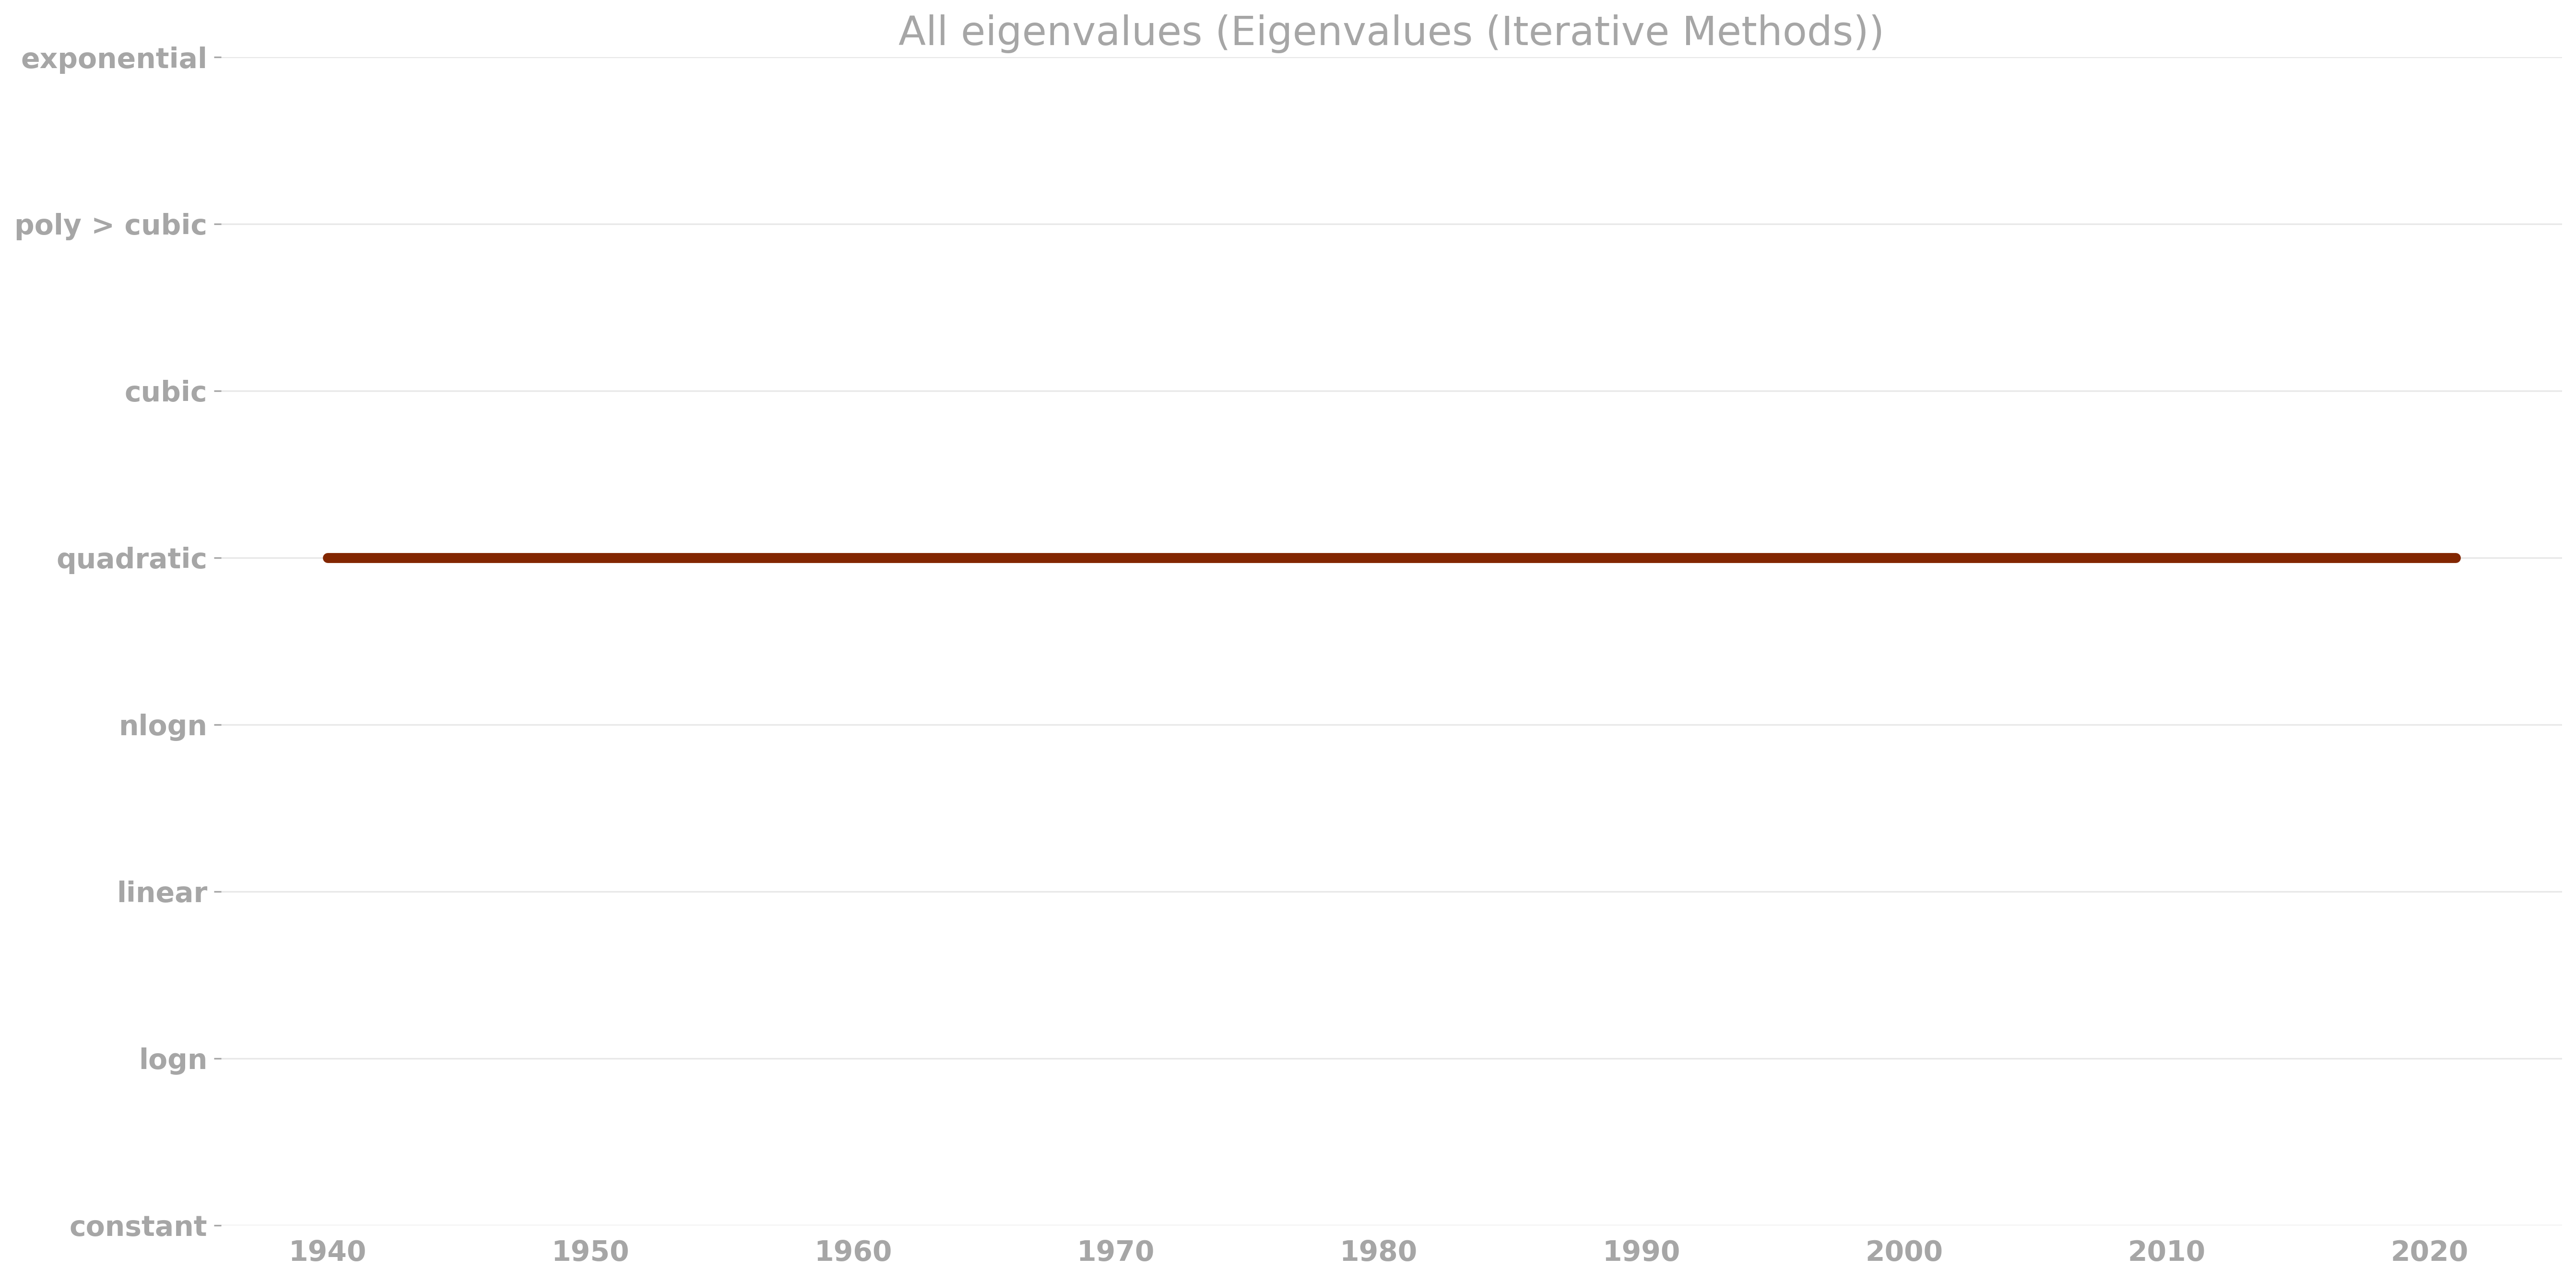 All eigenvalues (Eigenvalues (Iterative Methods))
exponential
poly > cubic
cubic
quadratic
nlogn
linear
logn
constant
1940 1950 1960 1970 1980 1990 2000 2010 2020